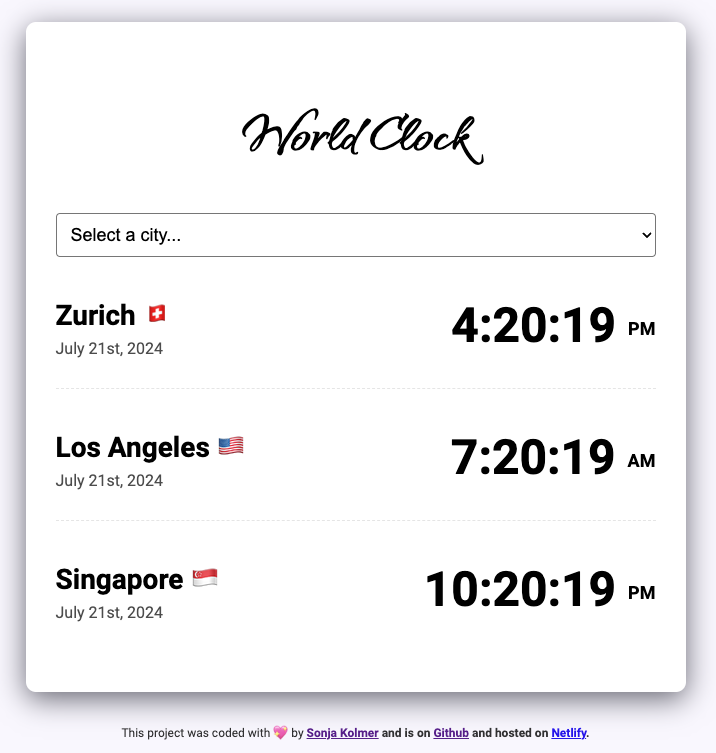 World Clock
Select a city...
Zurich 🇨🇭
4:20:19 PM
July 21st, 2024
Los Angeles 🇺🇸
7:20:19 AM
July 21st, 2024
Singapore 🇸🇬
10:20:19 PM
July 21st, 2024
This project was coded with 💖 by Sonja Kolmer and is on Github and hosted on Netlify.